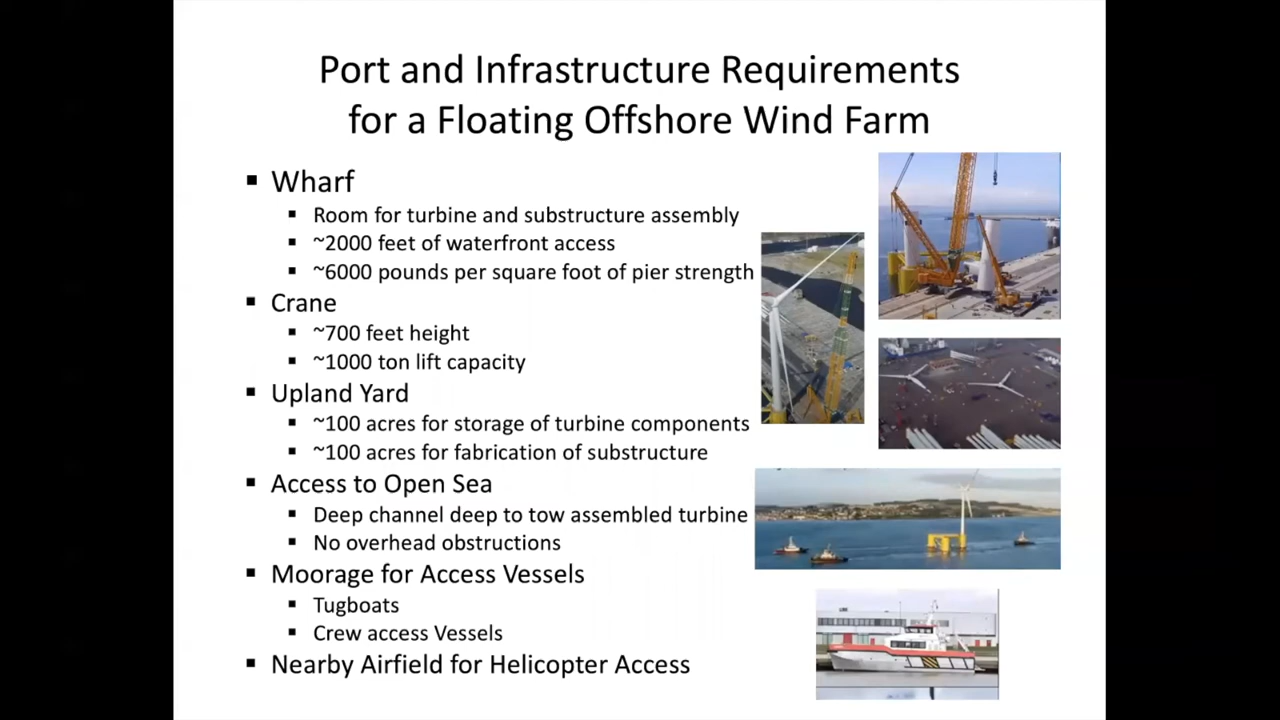 Port and Infrastructure Requirements
for a Floating Offshore Wind Farm
▪ Wharf
▪ Room for turbine and substructure assembly
▪ ~2000 feet of waterfront access
▪ ~6000 pounds per square foot of pier strength
▪ Crane
▪ ~700 feet height
▪ ~1000 ton lift capacity
▪ Upland Yard
▪ ~100 acres for storage of turbine components
▪ ~100 acres for fabrication of substructure
▪ Access to Open Sea
▪ Deep channel deep to tow assembled turbine
▪ No overhead obstructions
▪ Moorage for Access Vessels
▪ Tugboats
▪ Crew access Vessels
▪ Nearby Airfield for Helicopter Access